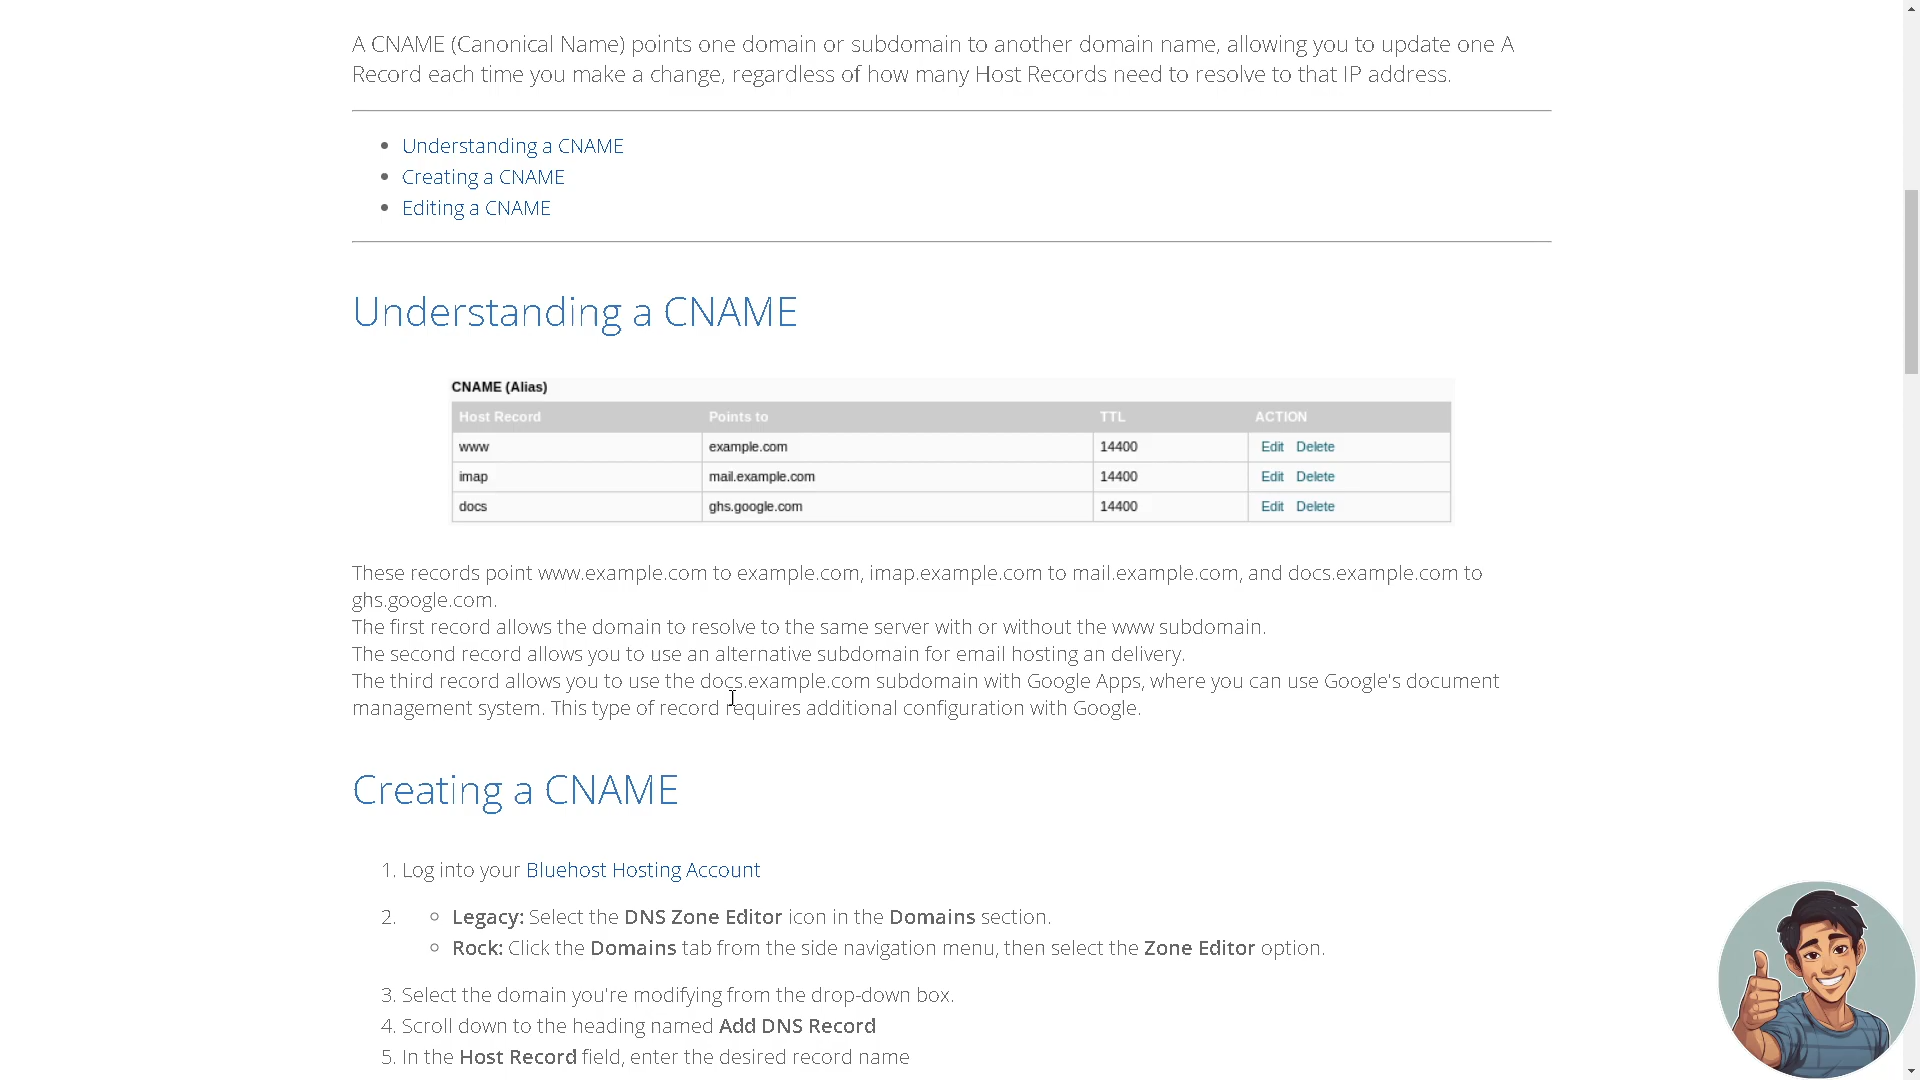 A CNAME (Canonical Name) points one domain or subdomain to another domain name, allowing you to update one A
Record each time you make a change, regardless of how many Host Records need to resolve to that IP address.
• Understanding a CNAME
• Creating a CNAME
• Editing a CNAME
Understanding a CNAME
CNAME (Alias)
Host Record Points to TTL ACTION
www example.com 14400 Edit Delete
imap mail.example.com 14400 Edit Delete
docs ghs.google.com 14400 Edit Delete
These records point www.example.com to example.com, imap.example.com to mail.example.com, and docs.example.com to
ghs.google.com.
The first record allows the domain to resolve to the same server with or without the www subdomain.
The second record allows you to use an alternative subdomain for email hosting an delivery.
The third record allows you to use the docs.example.com subdomain with Google Apps, where you can use Google's document
management system. This type of record requires additional configuration with Google.
Creating a CNAME
1. Log into your Bluehost Hosting Account
2. ○ Legacy: Select the DNS Zone Editor icon in the Domains section.
○ Rock: Click the Domains tab from the side navigation menu, then select the Zone Editor option.
3. Select the domain you're modifying from the drop-down box.
4. Scroll down to the heading named Add DNS Record
5. In the Host Record field, enter the desired record name